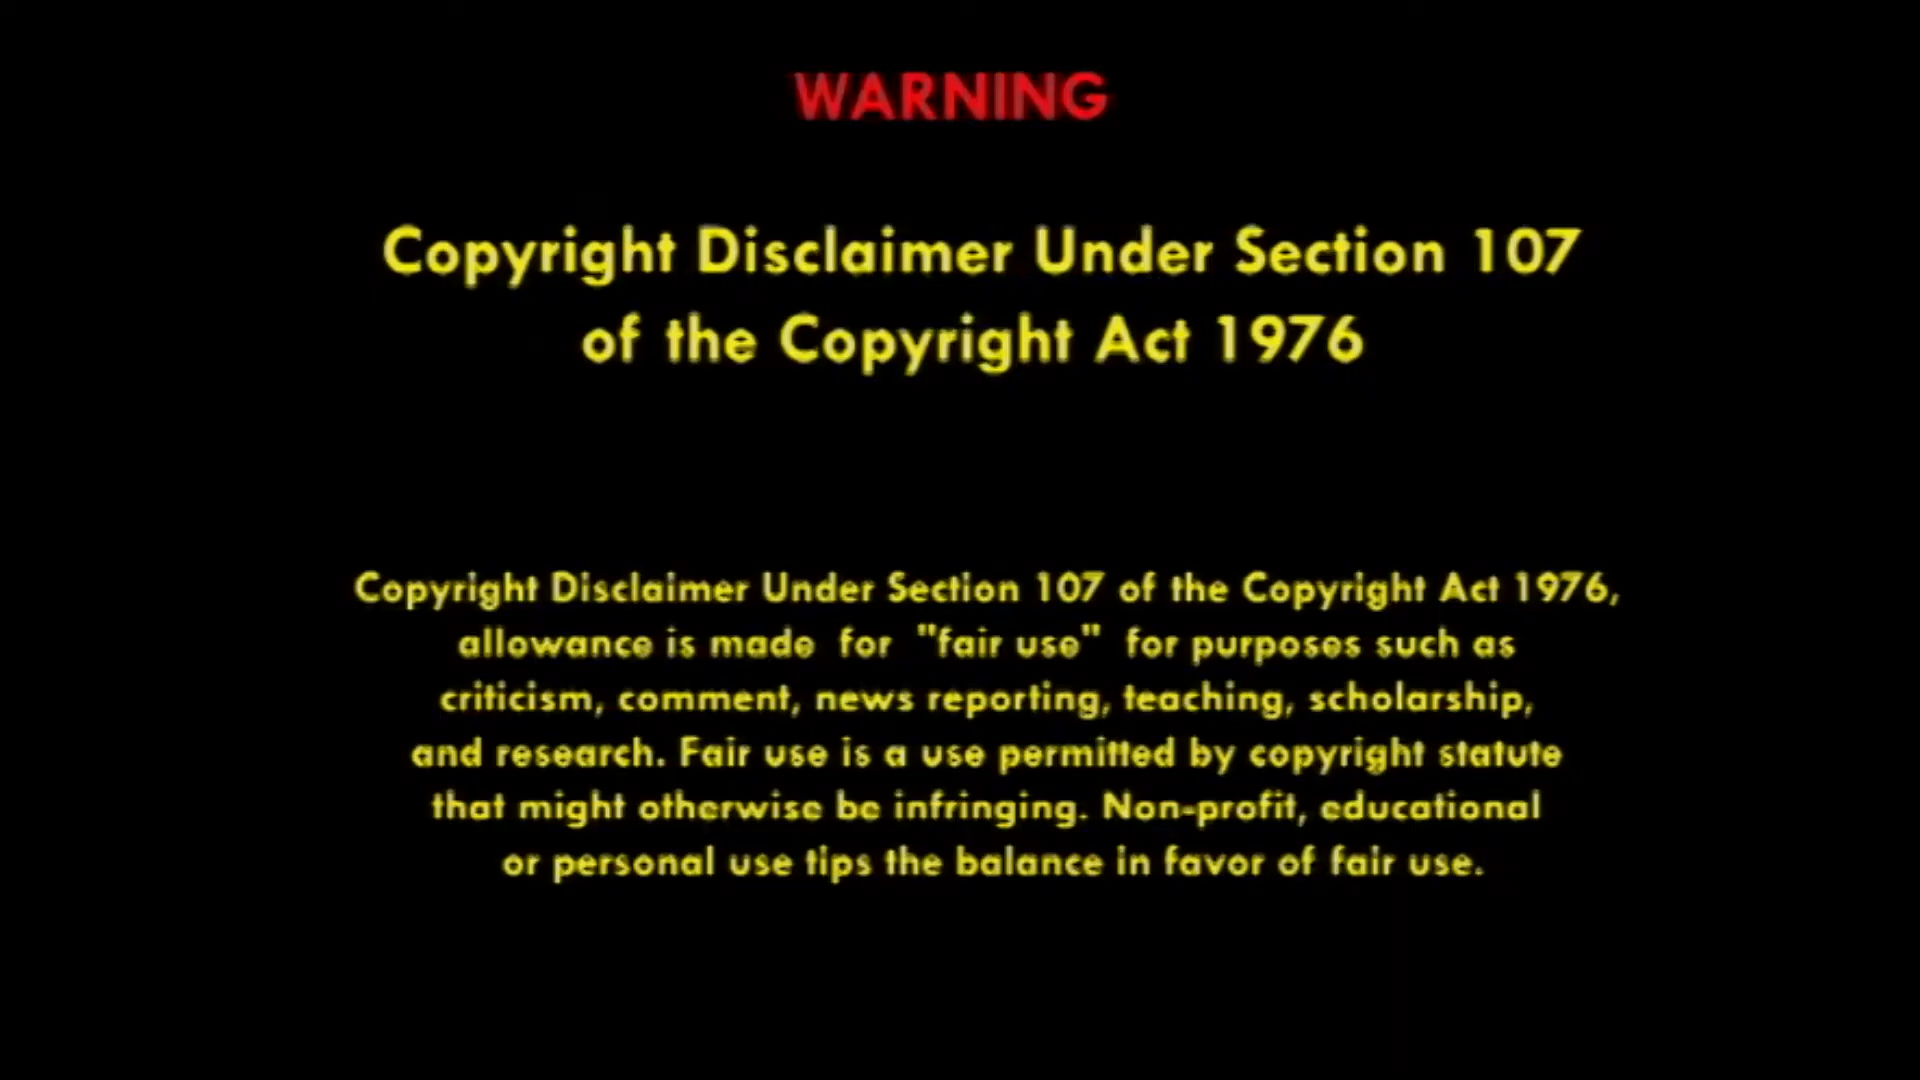 WARNING
Copyright Disclaimer Under Section 107
of the Copyright Act 1976
Copyright Disclaimer Under Section 107 of the Copyright Act 1976,
allowance is made for "fair use" for purposes such as
criticism, comment, news reporting, teaching, scholarship,
and research. Fair use is a use permitted by copyright statute
that might otherwise be infringing. Non-profit, educational
or personal use tips the balance in favor of fair use.